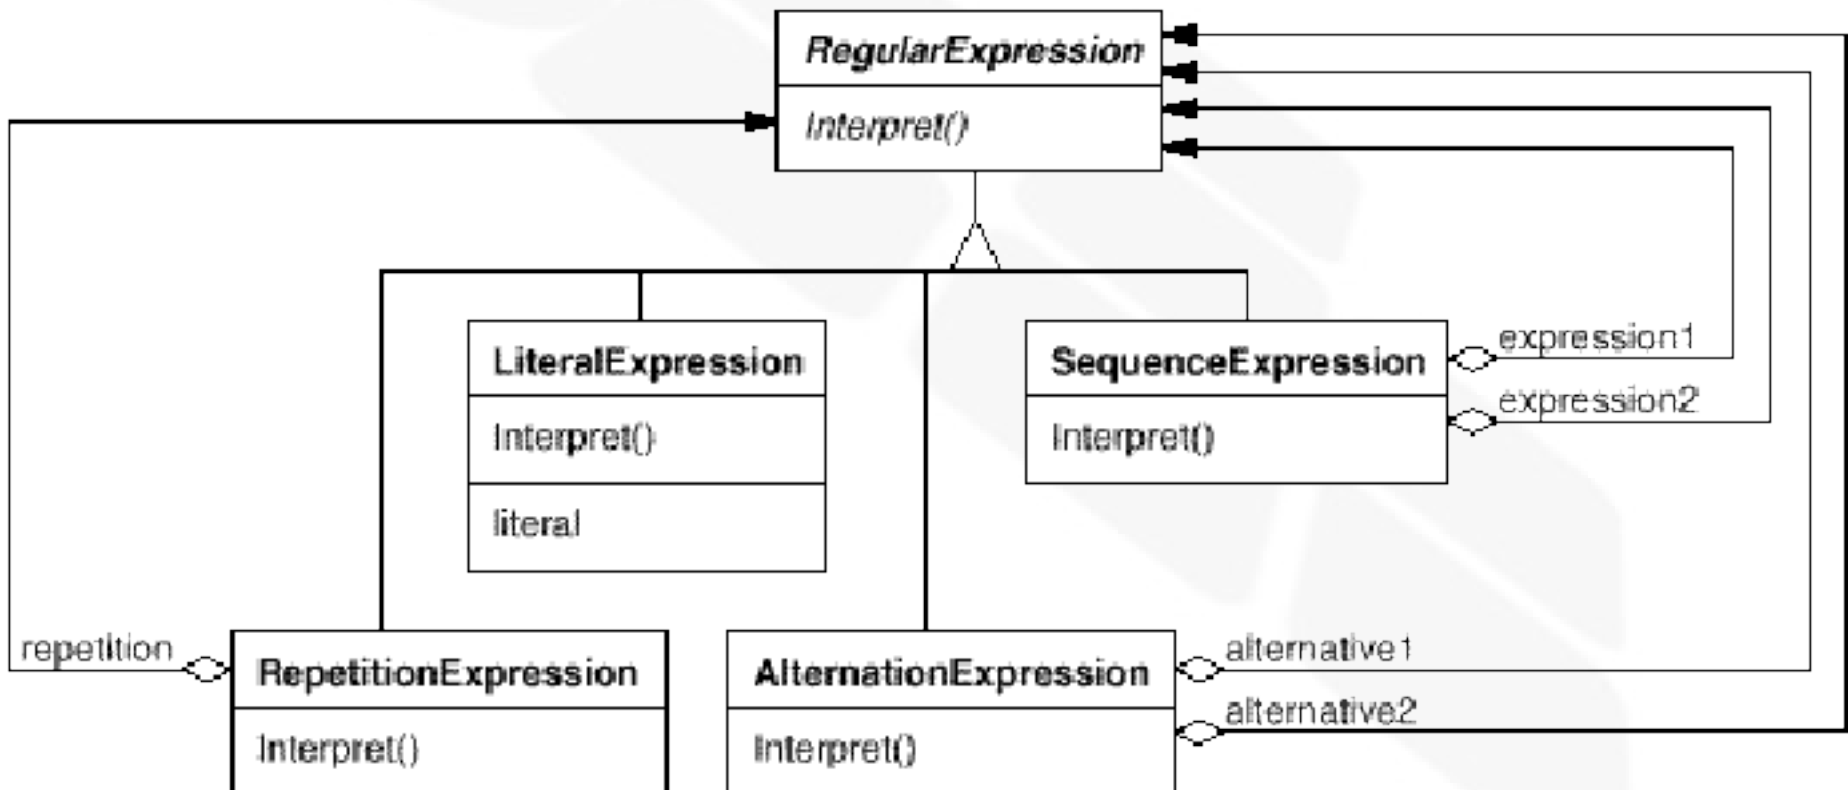 RegularExpression
Interpret()
LiteralExpression
Interpret()
literal
SequenceExpression
Interpret()
expression1
expression2
repetition
RepetitionExpression
Interpret()
AlternationExpression
Interpret()
alternative1
alternative2